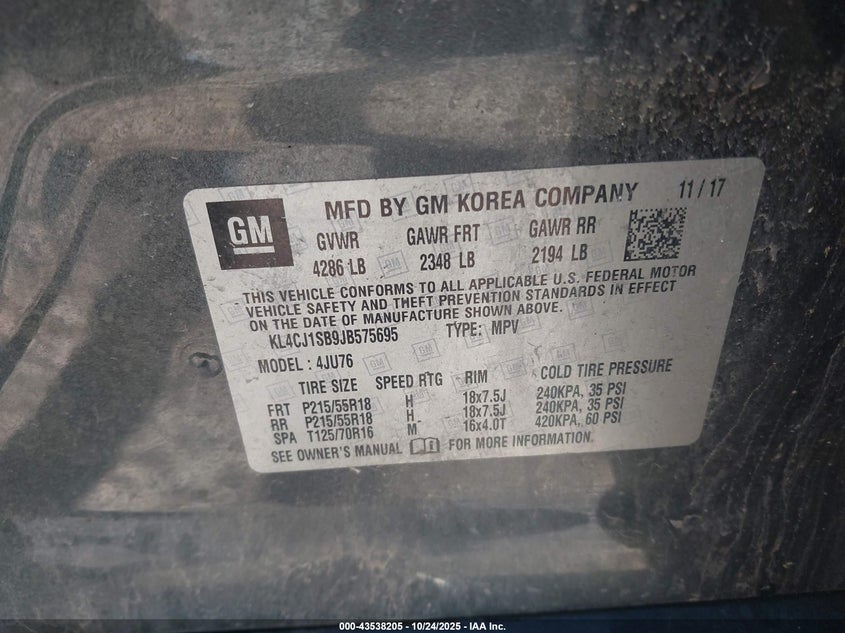 GM
MFD BY GM KOREA COMPANY 11/17
GVWR GAWR FRT GAWR RR
4286 LB 2348 LB 2194 LB
THIS VEHICLE CONFORMS TO ALL APPLICABLE U.S. FEDERAL MOTOR
VEHICLE SAFETY AND THEFT PREVENTION STANDARDS IN EFFECT
ON THE DATE OF MANUFACTURE SHOWN ABOVE.
KL4CJ1SB9JB575695 TYPE: MPV
MODEL: 4JU76
TIRE SIZE SPEED RTG RIM COLD TIRE PRESSURE
FRT P215/55R18 H 18x7.5J 240KPA, 35 PSI
RR P215/55R18 H 18x7.5J 240KPA, 35 PSI
SPA T125/70R16 M 16x4.0T 420KPA, 60 PSI
SEE OWNER'S MANUAL FOR MORE INFORMATION.
000-43538205 - 10/24/2025 - IAA Inc.